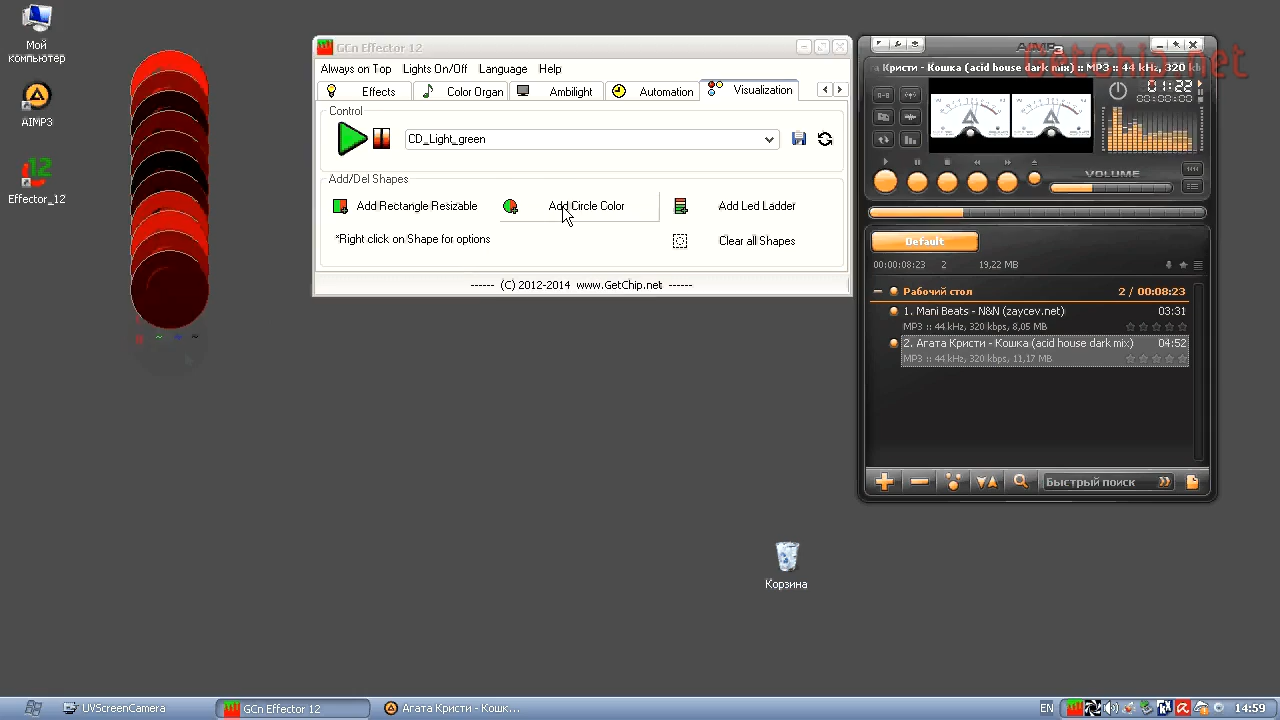 Мой
компьютер
AIMP3
Effector_12
GCn Effector 12
Always on Top Lights On/Off Language Help
Effects Color Organ Ambilight Automation Visualization
Control
CD_Light_green
Add/Del Shapes
Add Rectangle Resizable Add Circle Color Add Led Ladder
*Right click on Shape for options Clear all Shapes
------ (C) 2012-2014 www.GetChip.net ------
AIMP3
GetChip.net
Кристи - Кошка (acid house dark mix) :: MP3 :: 44 kHz, 320 kb
01:22
00:00:00
VOLUME
Default
00:00:08:23 2 19,22 MB
Рабочий стол 2 / 00:08:23
1. Mani Beats - N&N (zaycev.net) 03:31
MP3 :: 44 kHz, 320 kbps, 8,05 MB
2. Агата Кристи - Кошка (acid house dark mix) 04:52
MP3 :: 44 kHz, 320 kbps, 11,17 MB
Быстрый поиск
Корзина
UVScreenCamera GCn Effector 12 Агата Кристи - Кошк... EN 14:59